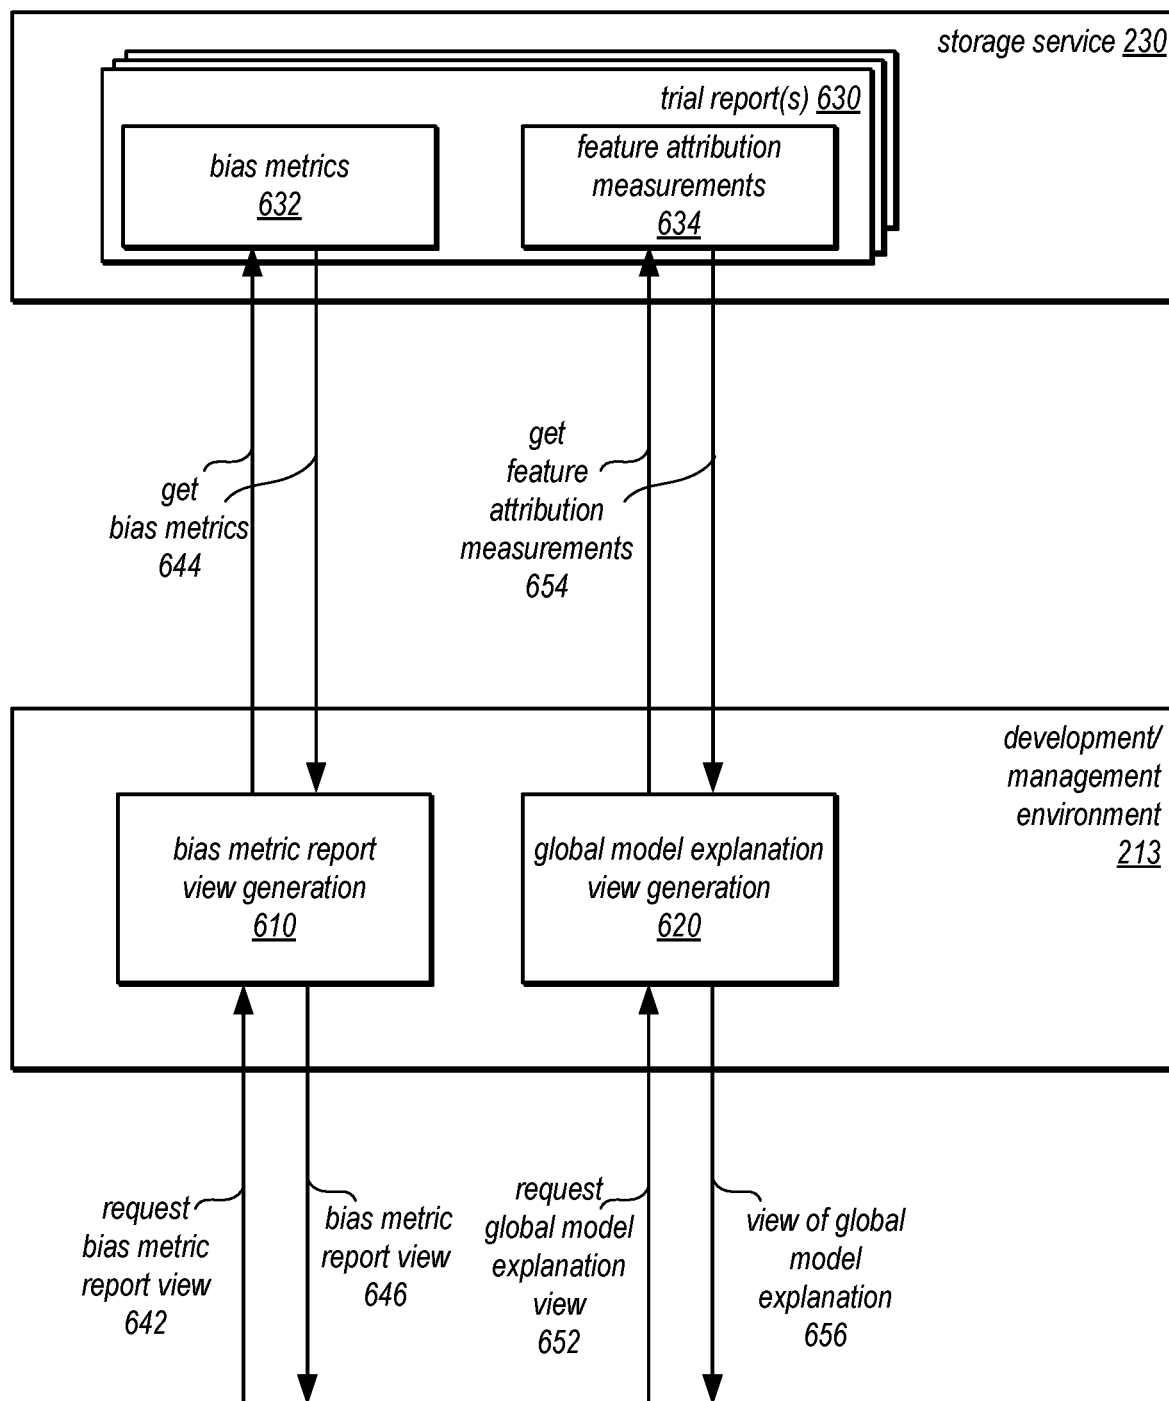 storage service 230
trial report(s) 630
bias metrics
632
feature attribution
measurements
634
get
bias metrics
644
get
feature
attribution
measurements
654
development/
management
environment
213
bias metric report
view generation
610
global model explanation
view generation
620
request
bias metric
report view
642
bias metric
report view
646
request
global model
explanation
view
652
view of global
model
explanation
656